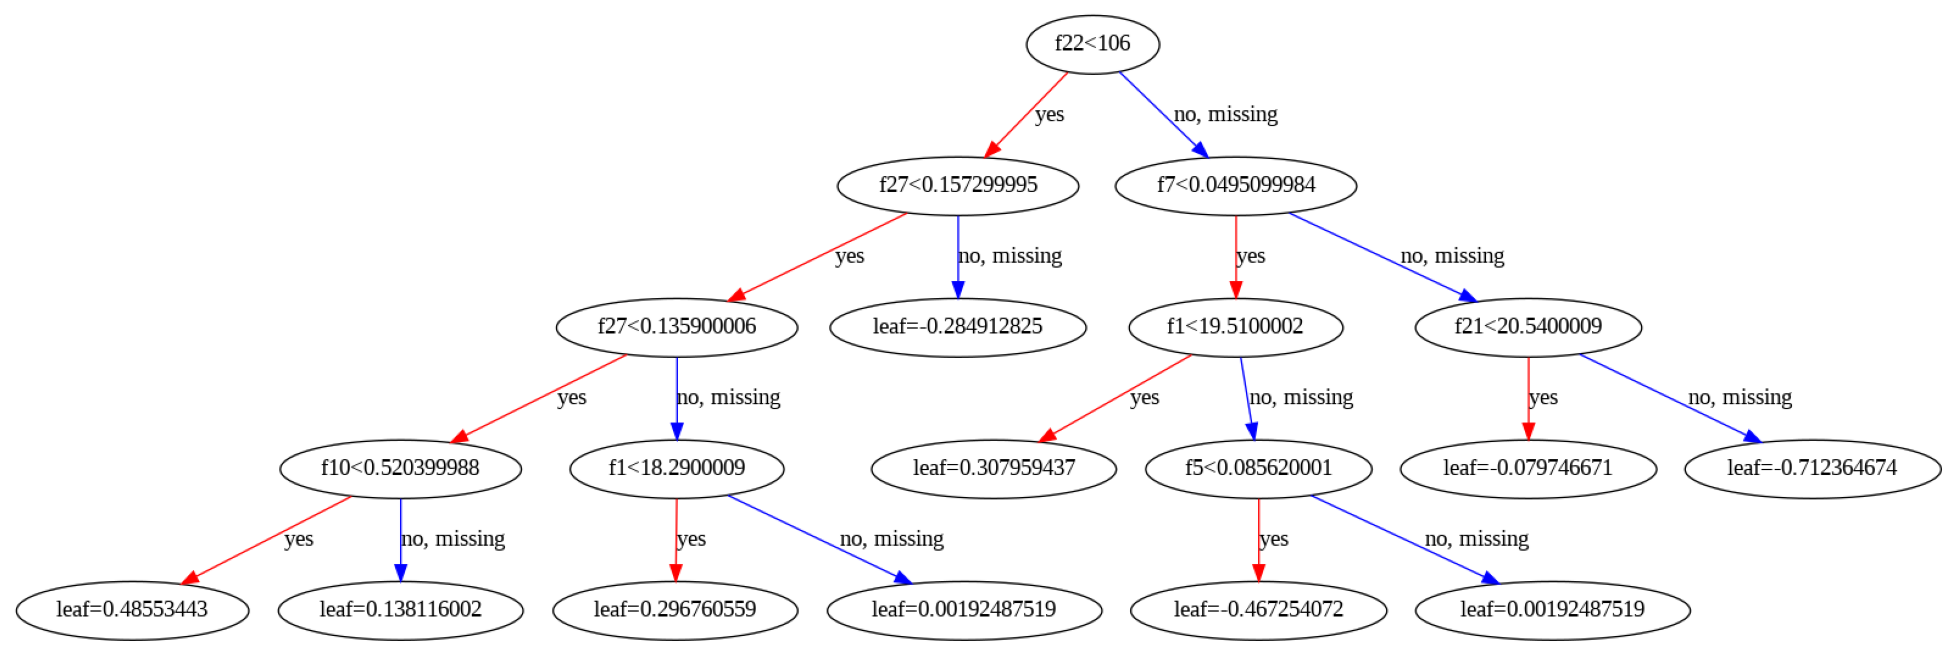 f22<106
yes
no, missing
f27<0.157299995
f7<0.0495099984
yes
no, missing
yes
no, missing
f27<0.135900006
leaf=-0.284912825
f1<19.5100002
f21<20.5400009
yes
no, missing
yes
no, missing
yes
no, missing
f10<0.520399988
f1<18.2900009
leaf=0.307959437
f5<0.085620001
leaf=-0.079746671
leaf=-0.712364674
yes
no, missing
yes
no, missing
yes
no, missing
leaf=0.48553443
leaf=0.138116002
leaf=0.296760559
leaf=0.00192487519
leaf=-0.467254072
leaf=0.00192487519